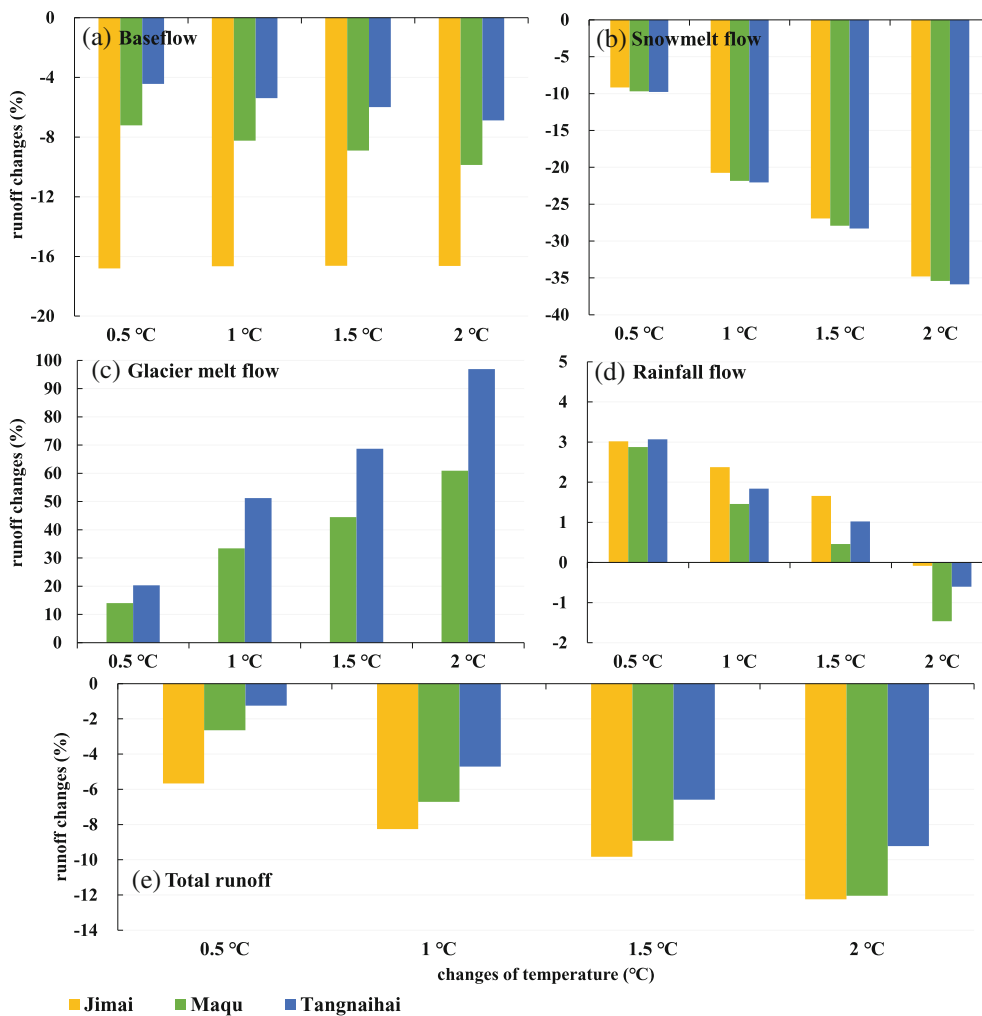 (a) Baseflow
runoff changes (%)
0
-4
-8
-12
-16
-20
0.5 °C 1 °C 1.5 °C 2 °C
(b) Snowmelt flow
0
-5
-10
-15
-20
-25
-30
-35
-40
0.5 °C 1 °C 1.5 °C 2 °C
(c) Glacier melt flow
runoff changes (%)
100
90
80
70
60
50
40
30
20
10
0
0.5 °C 1 °C 1.5 °C 2 °C
(d) Rainfall flow
5
4
3
2
1
0
-1
-2
0.5 °C 1 °C 1.5 °C 2 °C
runoff changes (%)
0
-2
-4
-6
-8
-10
-12
-14
(e) Total runoff
0.5 °C 1 °C 1.5 °C 2 °C
changes of temperature (°C)
Jimai Maqu Tangnaihai